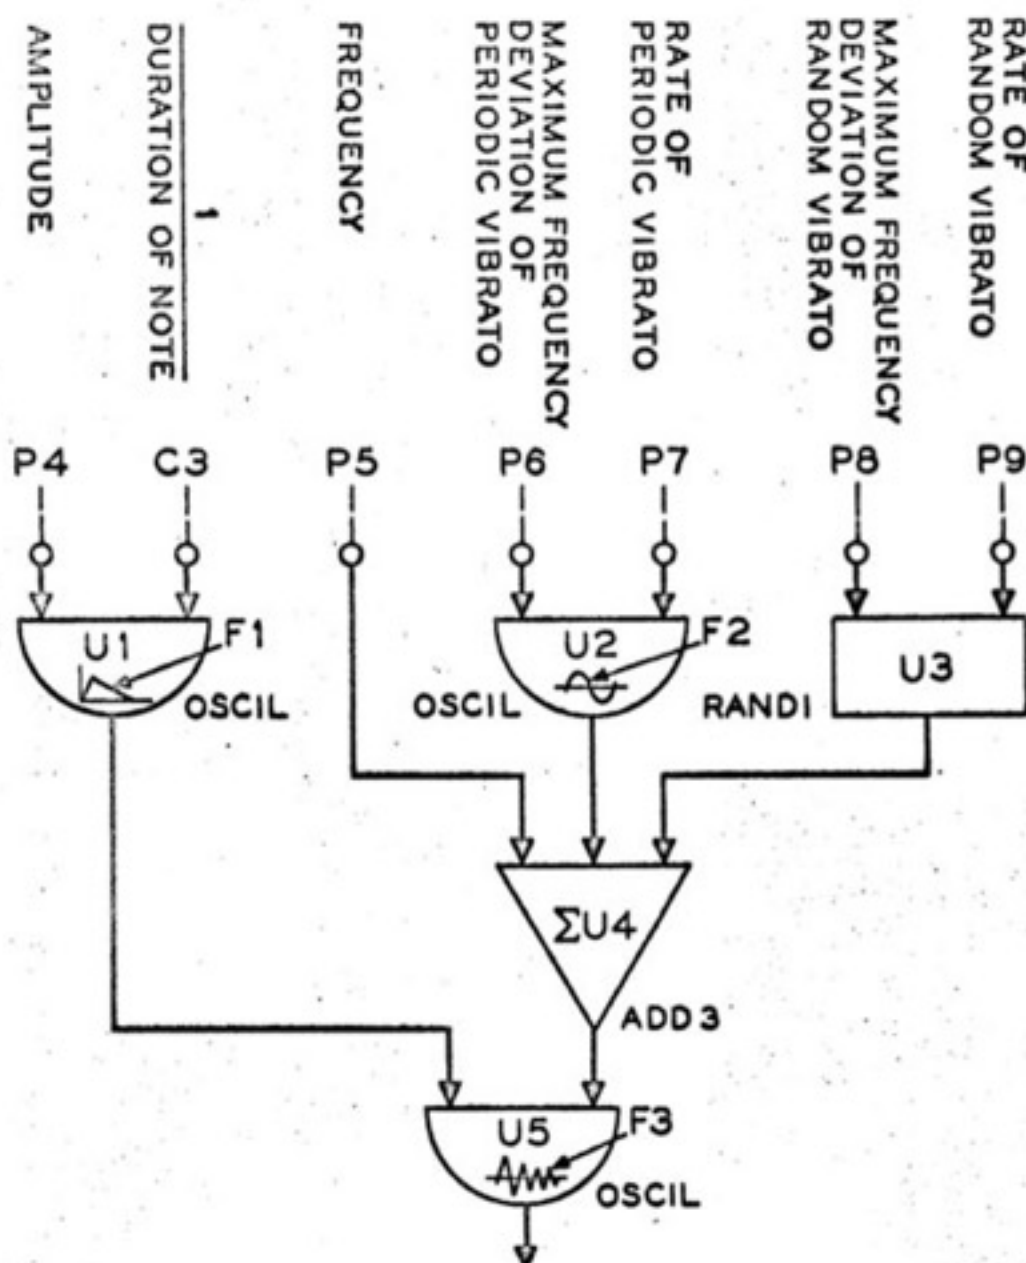 AMPLITUDE
1
DURATION OF NOTE
FREQUENCY
MAXIMUM FREQUENCY
DEVIATION OF
PERIODIC VIBRATO
RATE OF
PERIODIC VIBRATO
MAXIMUM FREQUENCY
DEVIATION OF
RANDOM VIBRATO
RATE OF
RANDOM VIBRATO
P4 C3 P5 P6 P7 P8 P9
U1 F1 U2 F2 U3
OSCIL OSCIL RANDI
ΣU4
ADD3
U5 F3
OSCIL